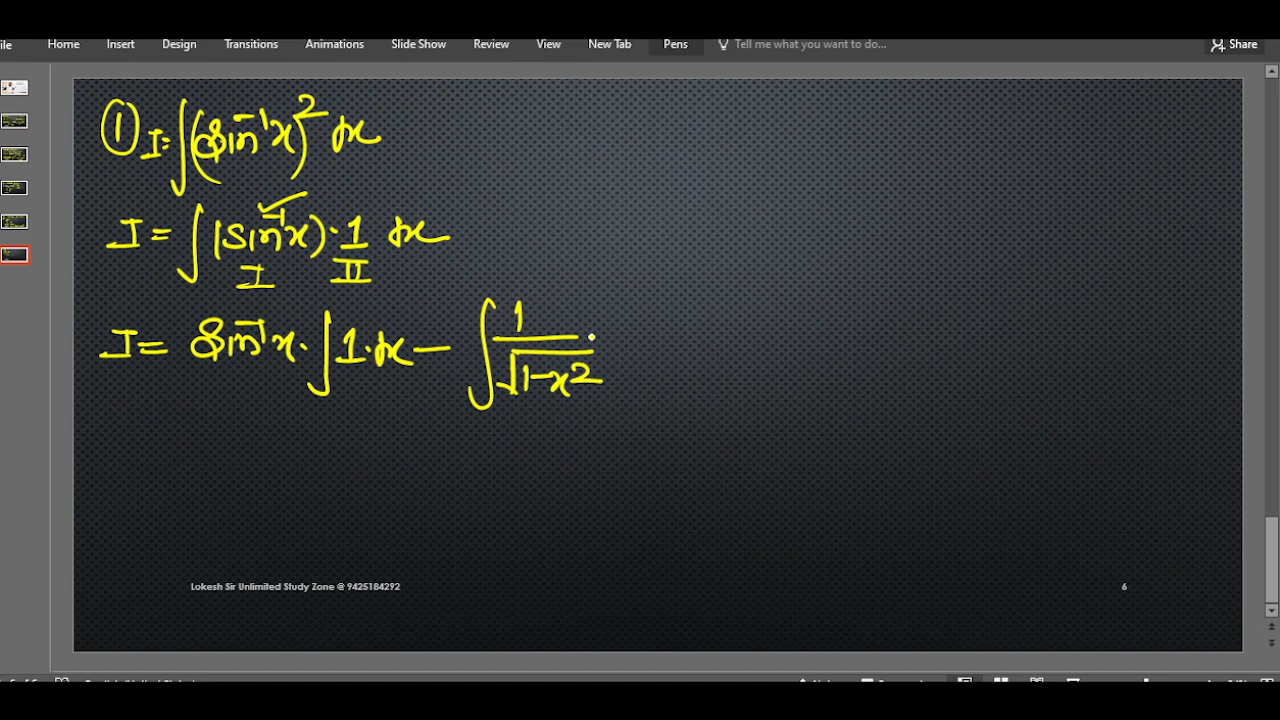 File Home Insert Design Transitions Animations Slide Show Review View New Tab Pens Tell me what you want to do... Share
① I = ∫(Sin⁻¹x)² dx
I = ∫(Sin⁻¹x)·1 dx
I II
I = Sin⁻¹x·∫1·dx − ∫1/√1−x²
Lokesh Sir Unlimited Study Zone @ 9425184292
6